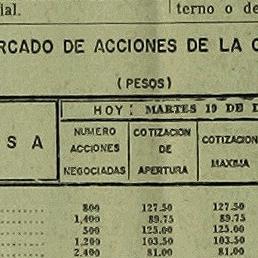 ial.
terno o de
RCADO DE ACCIONES DE LA
(PESOS)
HOY: MARTES 19 DE
S A
NUMERO ACCIONES NEGOCIADAS
COTIZACION DE APERTURA
COTIZACION MAXIMA
800 127.50 127.50
1,400 89.75 89.75
500 125.00 125.00
1,200 103.50 103.50
2,400 81.00 81.00